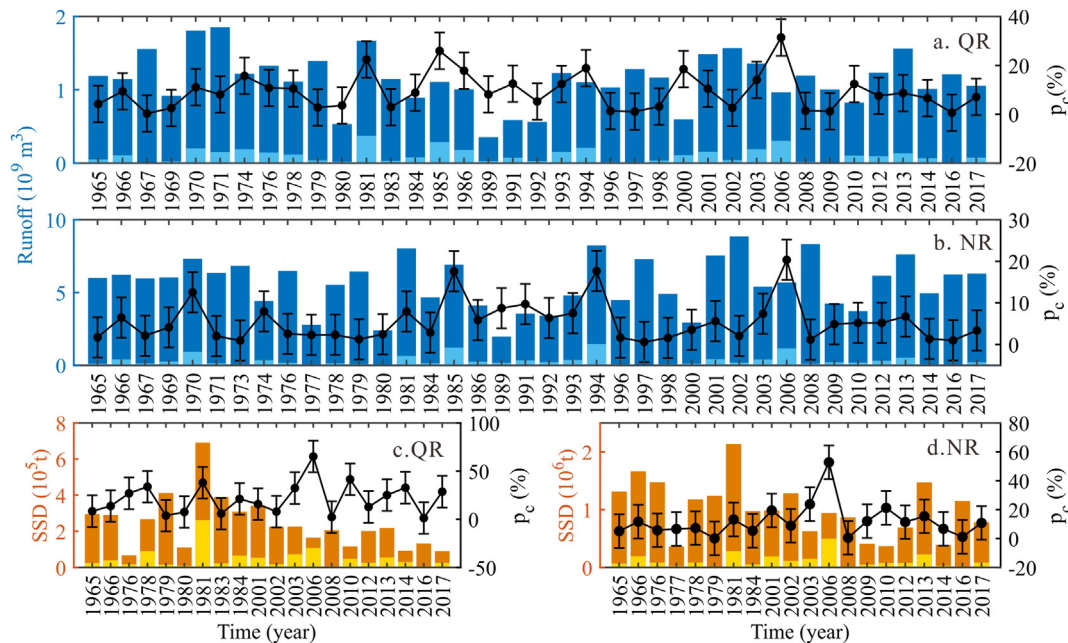 2
1
0
Runoff (10⁹ m³)
a. QR
40
20
0
-20
p_c(%)
1965 1966 1967 1969 1970 1971 1974 1976 1978 1979 1980 1981 1983 1984 1985 1986 1989 1991 1992 1993 1994 1996 1997 1998 2000 2001 2002 2003 2006 2008 2009 2010 2012 2013 2014 2016 2017
10
5
0
b. NR
30
20
10
0
p_c (%)
1965 1966 1967 1969 1970 1971 1973 1974 1976 1977 1978 1979 1980 1981 1984 1985 1986 1989 1991 1992 1993 1994 1996 1997 1998 2000 2001 2002 2003 2006 2008 2009 2010 2012 2013 2014 2016 2017
8
6
4
2
0
SSD (10⁵t)
c.QR
100
50
0
-50
p_c (%)
1965 1966 1976 1978 1979 1980 1981 1983 1984 2001 2002 2003 2006 2008 2010 2012 2013 2014 2016 2017
Time (year)
2
1
0
SSD (10⁶t)
d.NR
80
60
40
20
0
-20
p_c (%)
1965 1966 1976 1977 1978 1979 1981 1984 2001 2002 2003 2006 2008 2009 2010 2012 2013 2014 2016 2017
Time (year)